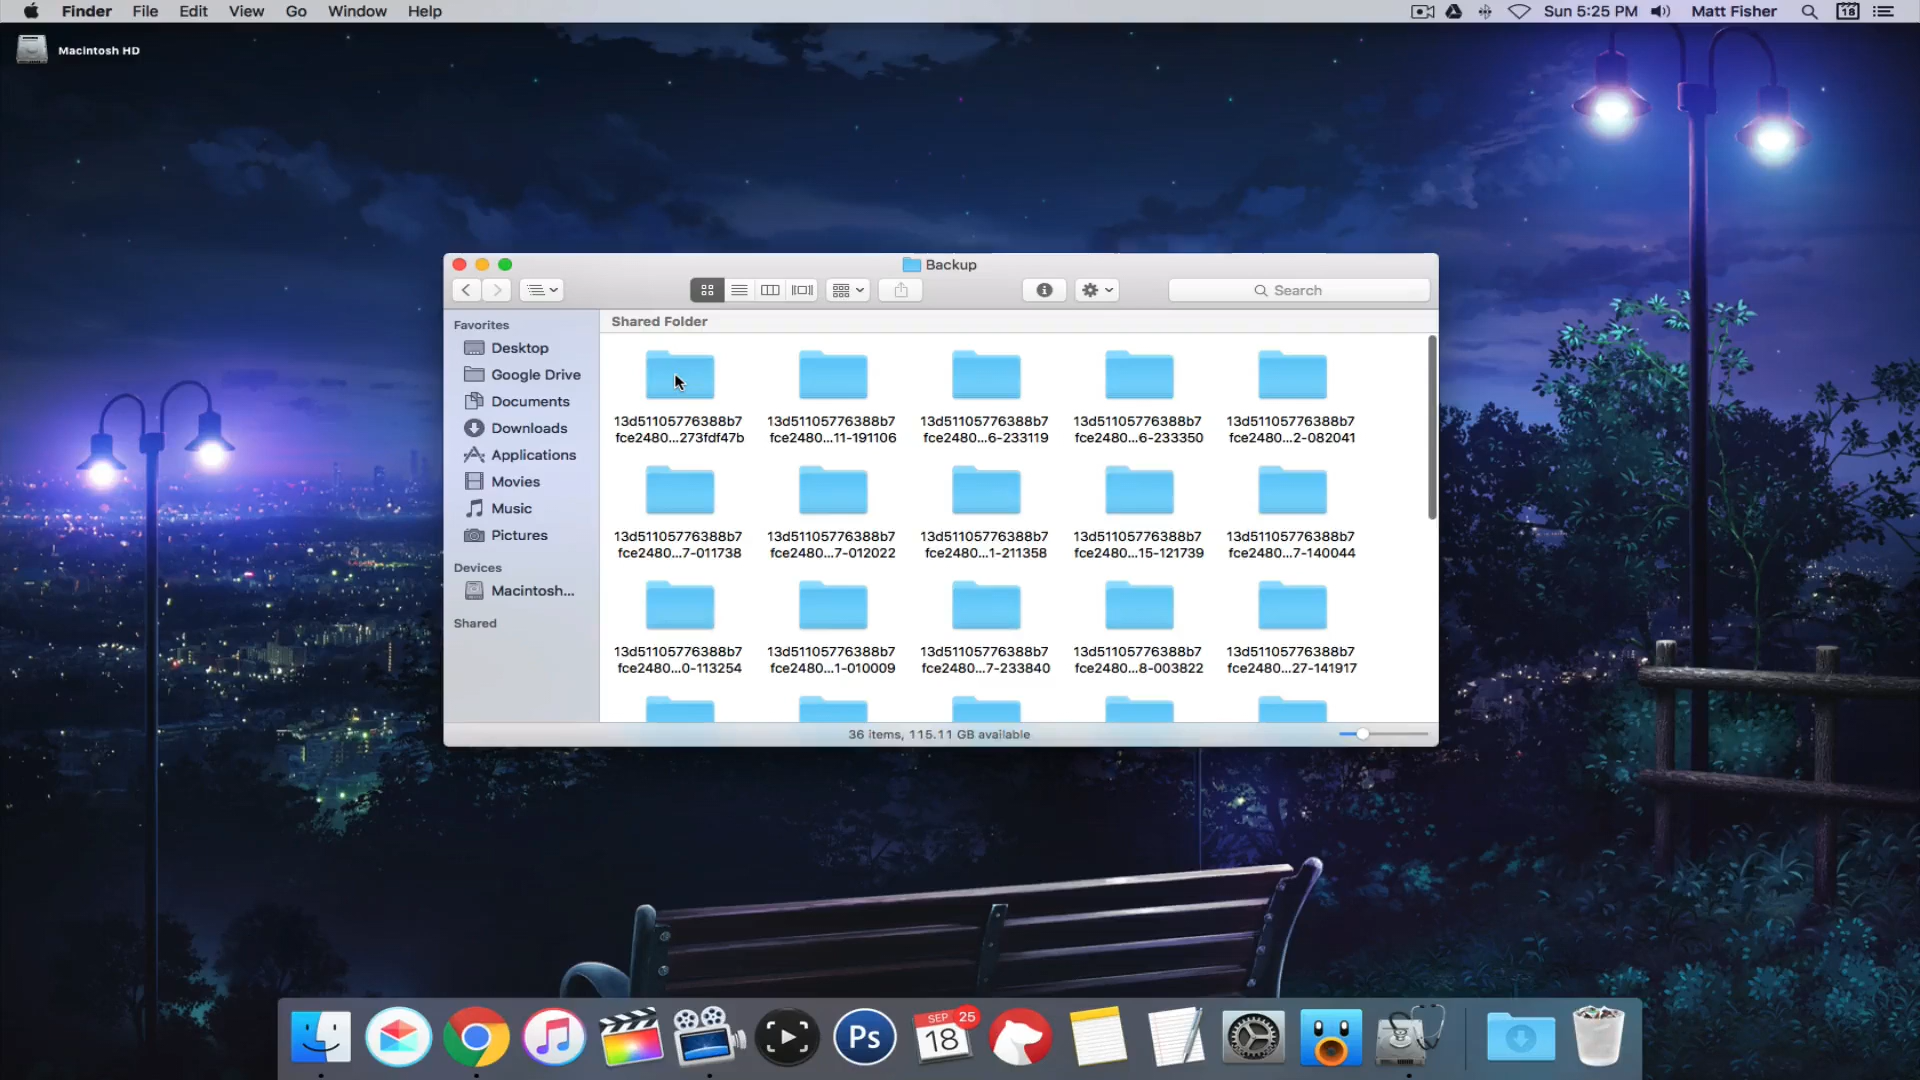 Finder File Edit View Go Window Help
18 Sun 5:25 PM Matt Fisher
Macintosh HD
Backup
Search
Favorites
Desktop
Google Drive
Documents
Downloads
Applications
Movies
Music
Pictures
Devices
Macintosh...
Shared
Shared Folder
13d51105776388b7 13d51105776388b7 13d51105776388b7 13d51105776388b7 13d51105776388b7
fce2480...273fdf47b fce2480...11-191106 fce2480...6-233119 fce2480...6-233350 fce2480...2-082041
13d51105776388b7 13d51105776388b7 13d51105776388b7 13d51105776388b7 13d51105776388b7
fce2480...7-011738 fce2480...7-012022 fce2480...1-211358 fce2480...15-121739 fce2480...7-140044
13d51105776388b7 13d51105776388b7 13d51105776388b7 13d51105776388b7 13d51105776388b7
fce2480...0-113254 fce2480...1-010009 fce2480...7-233840 fce2480...8-003822 fce2480...27-141917
36 items, 115.11 GB available
Ps
SEP 25
18